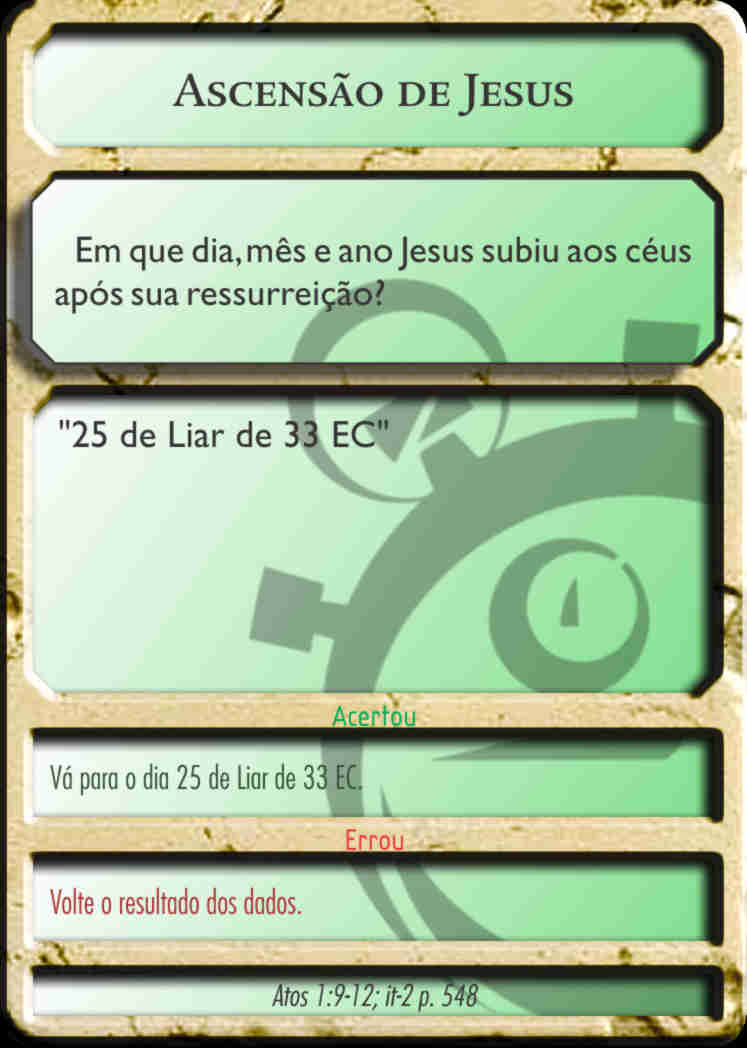 Ascensão de Jesus
Em que dia, mês e ano Jesus subiu aos céus
após sua ressurreição?
"25 de Liar de 33 EC"
Acertou
Vá para o dia 25 de Liar de 33 EC.
Errou
Volte o resultado dos dados.
Atos 1:9-12; it-2 p. 548